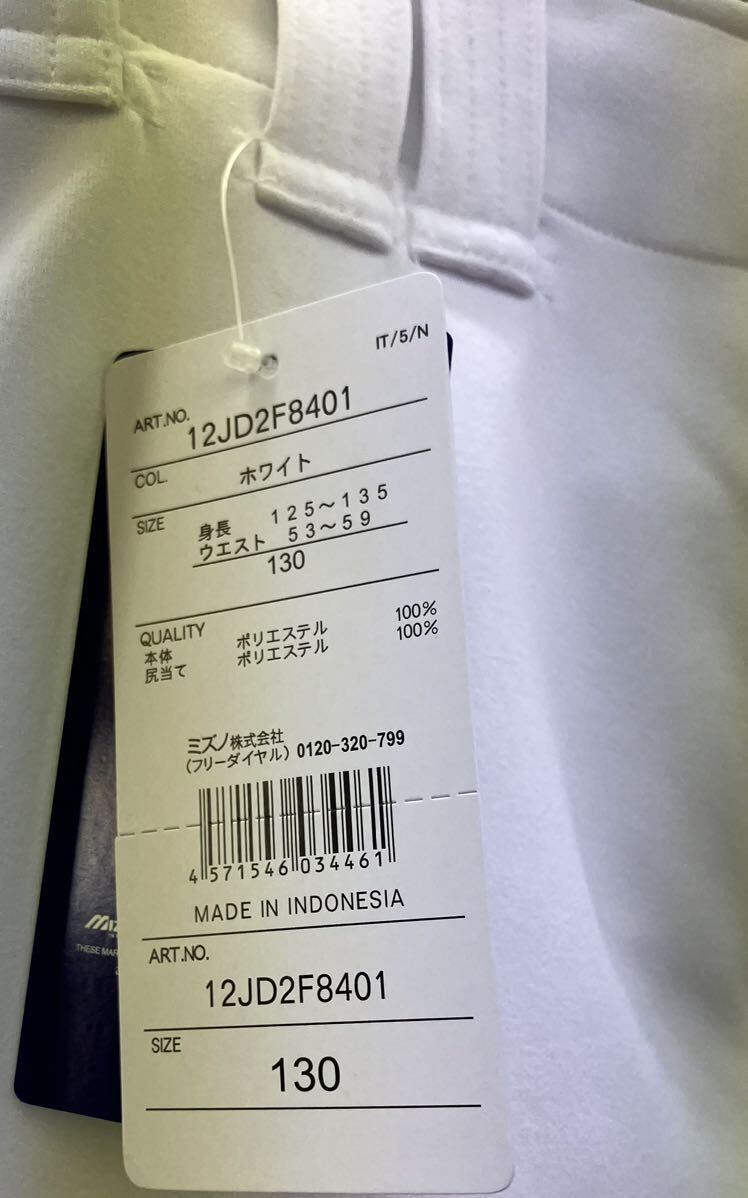 IT/5/N
ART.NO. 12JD2F8401
COL. ホワイト
SIZE 身長 125〜135
ウエスト 53〜59
130
QUALITY
本体 ポリエステル 100%
尻当て ポリエステル 100%
ミズノ株式会社
(フリーダイヤル) 0120-320-799
4 571546 034461
MADE IN INDONESIA
ART.NO.
12JD2F8401
SIZE
130
THESE